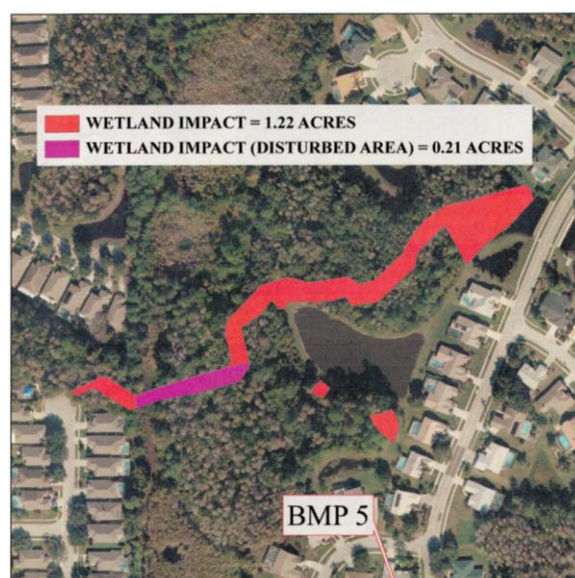 WETLAND IMPACT = 1.22 ACRES
WETLAND IMPACT (DISTURBED AREA) = 0.21 ACRES
BMP 5